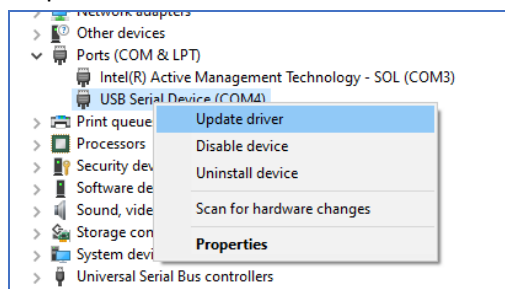 Network adapters
Other devices
Ports (COM & LPT)
Intel(R) Active Management Technology - SOL (COM3)
USB Serial Device (COM4)
Print queue
Update driver
Processors
Disable device
Security dev
Uninstall device
Software de
Sound, vide
Scan for hardware changes
Storage con
System devi
Properties
Universal Serial Bus controllers